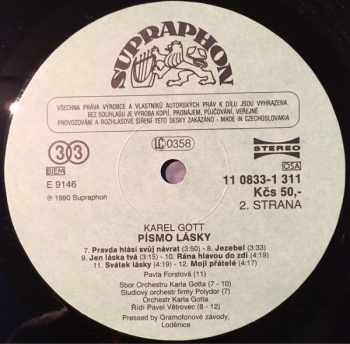 SUPRAPHON
VŠECHNA PRÁVA VÝROBCE A VLASTNÍKŮ AUTORSKÝCH PRÁV K DÍLU JSOU VYHRAZENA.
BEZ SOUHLASU JE VÝROBA KOPIÍ, PRONÁJEM, PŮJČOVÁNÍ, VEŘEJNÉ
PROVOZOVÁNÍ A ROZHLASOVÉ ŠÍŘENÍ TÉTO DESKY ZAKÁZÁNO - MADE IN CZECHOSLOVAKIA
33
BIEM
E 9146
℗ 1990 Supraphon
LC 0358
STEREO
OSA
11 0833-1 311
Kčs 50,-
2. STRANA
KAREL GOTT
PÍSMO LÁSKY
7. Pravda hlásí svůj návrat (3:50) - 8. Jezebel (3:33)
9. Jen láska tvá (3:15) - 10. Rána hlavou do zdi (4:19)
11. Svátek lásky (4:19) - 12. Moji přátelé (4:17)
Pavla Forstová (11)
Sbor Orchestru Karla Gotta (7 - 10)
Studiový orchestr firmy Polydor (7)
Orchestr Karla Gotta
Řídí Pavel Větrovec (8 - 12)
Pressed by Gramofonové závody,
Loděnice